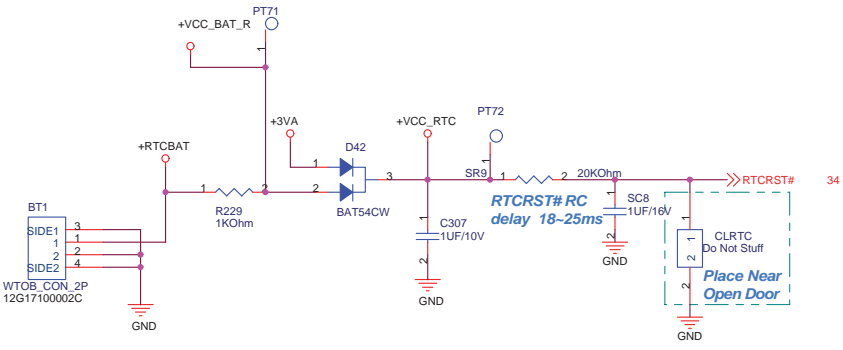 PT71
+VCC_BAT_R
1
+3VA
D42
+VCC_RTC
PT72
+RTCBAT
1
3
1
SR9 1
2 20KOhm
RTCRST#
34
1
2
2
RTCRST# RC
delay 18~25ms
1
SC8
1UF/16V
2
GND
R229
1KOhm
BAT54CW
1
C307
1UF/10V
2
GND
1
1
CLRTC
Do Not Stuff
2
2
Place Near
Open Door
GND
BT1
SIDE1 3
1 1
2 2
SIDE2 4
WTOB_CON_2P
12G17100002C
GND